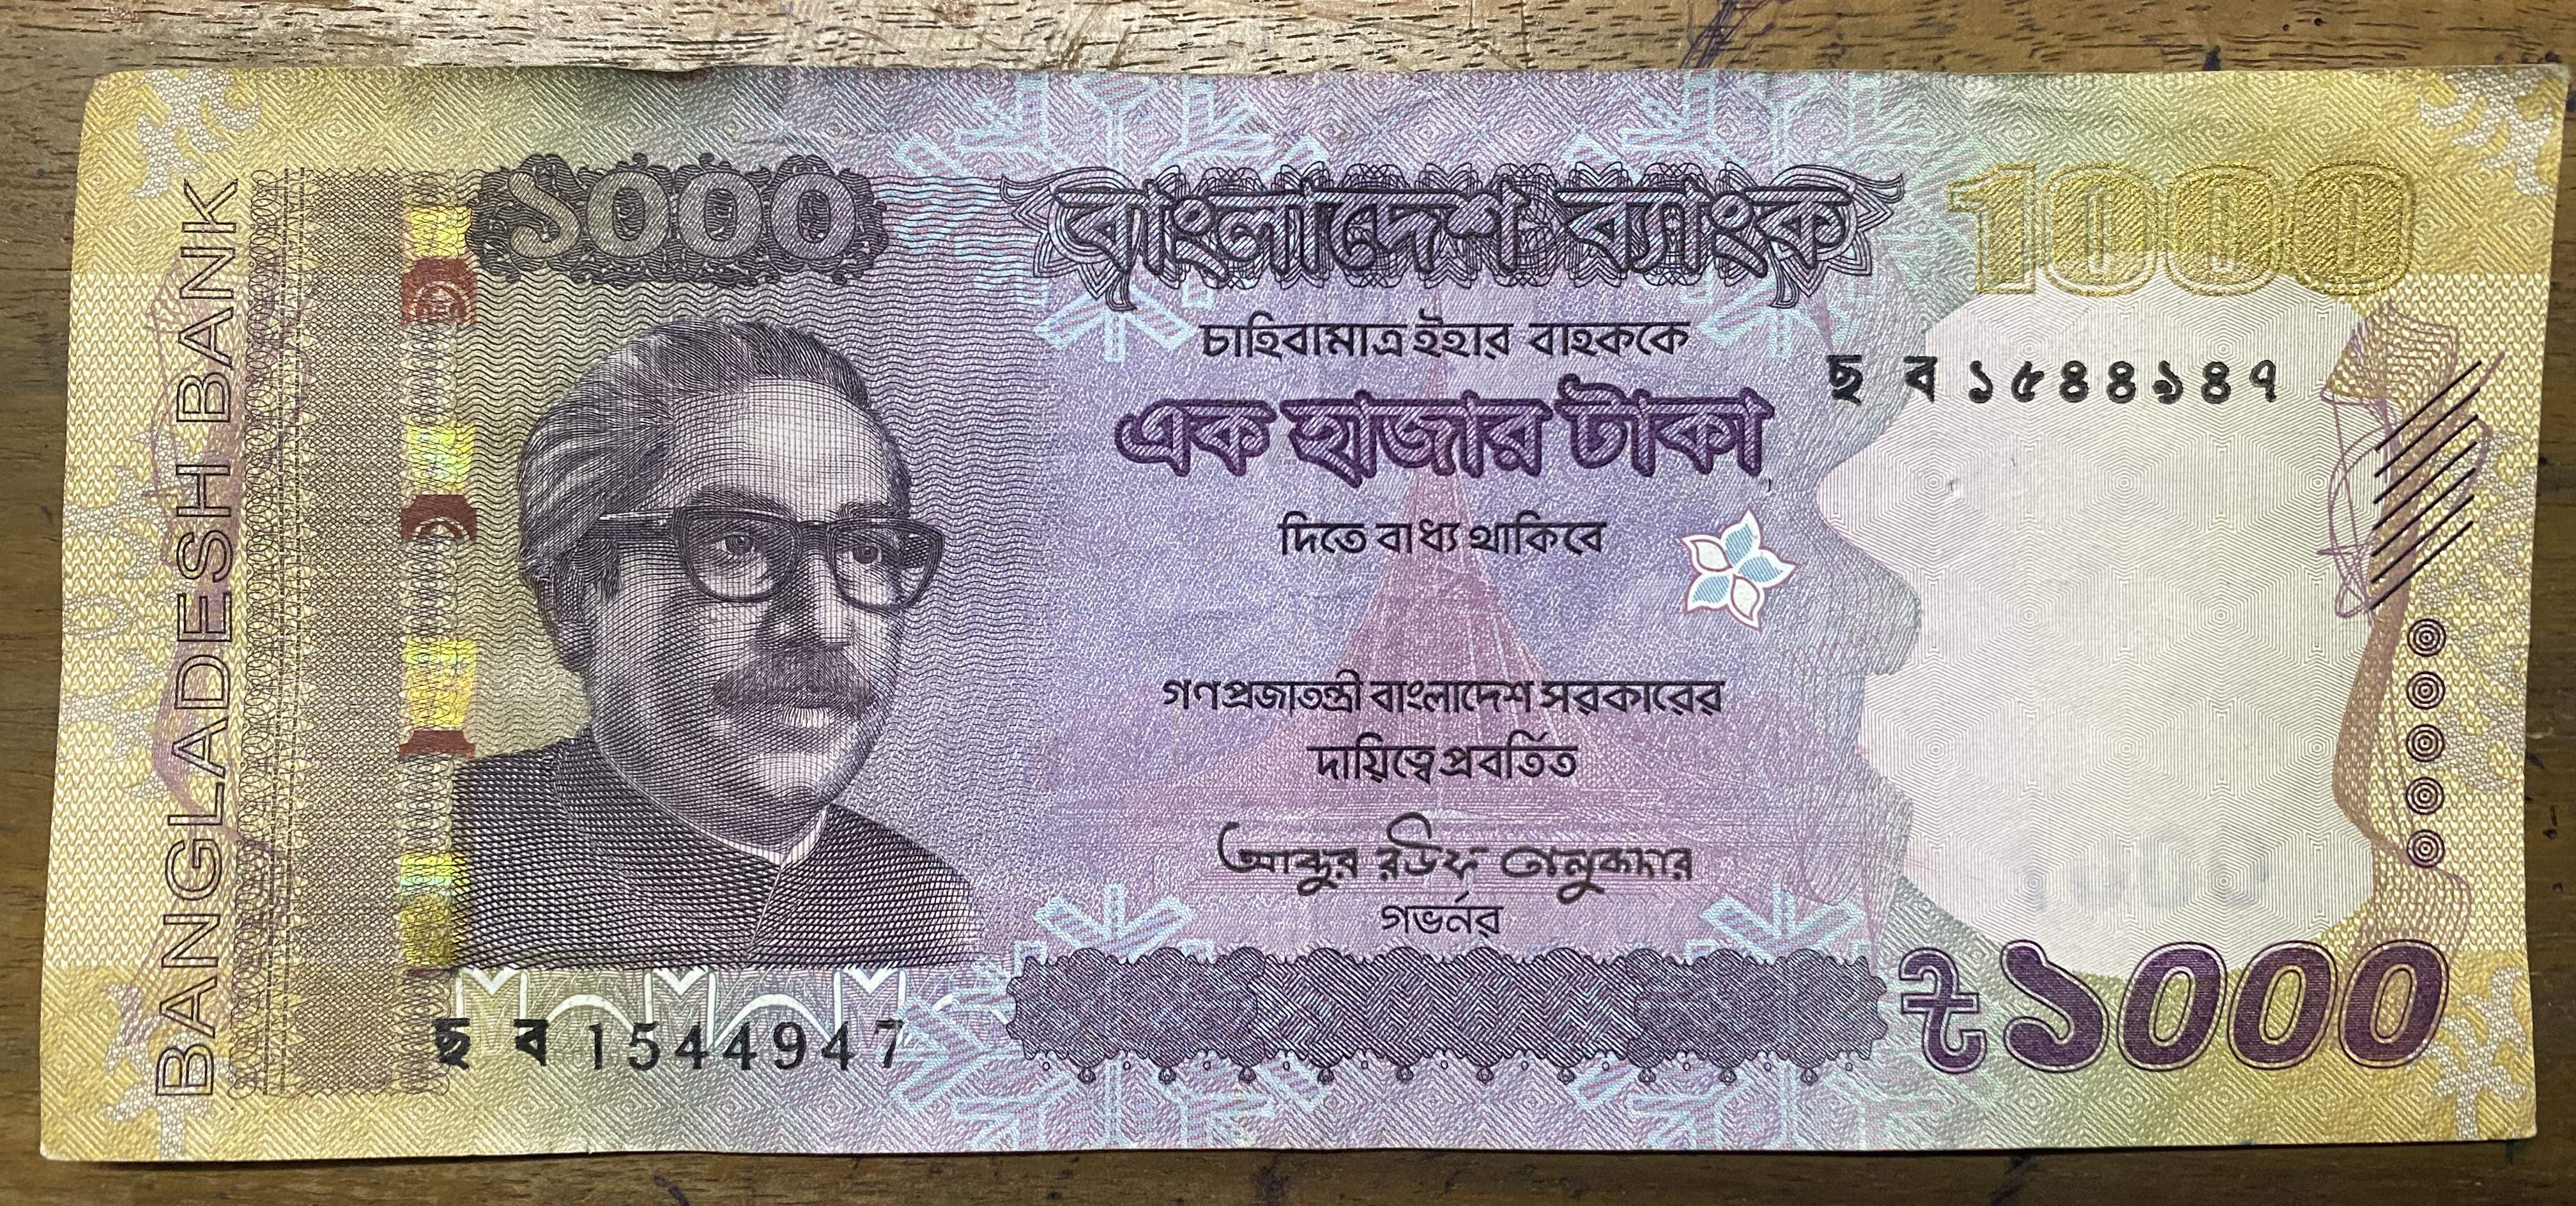 BANGLADESH BANK
১০০০
বাংলাদেশ ব্যাংক
1000
চাহিবামাত্র ইহার বাহককে
ছ ব ১৫৪৪৯৪৭
এক হাজার টাকা
দিতে বাধ্য থাকিবে
গণপ্রজাতন্ত্রী বাংলাদেশ সরকারের
দায়িত্বে প্রবর্তিত
আব্দুর রউফ তালুকদার
গভর্নর
ছ ব 1544947
৳১০০০